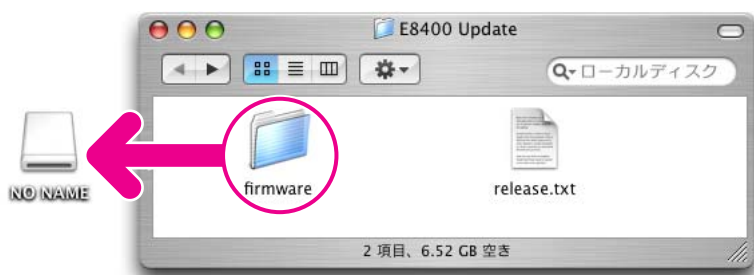 E8400 Update
ローカルディスク
NO NAME
firmware
release.txt
2 項目、6.52 GB 空き